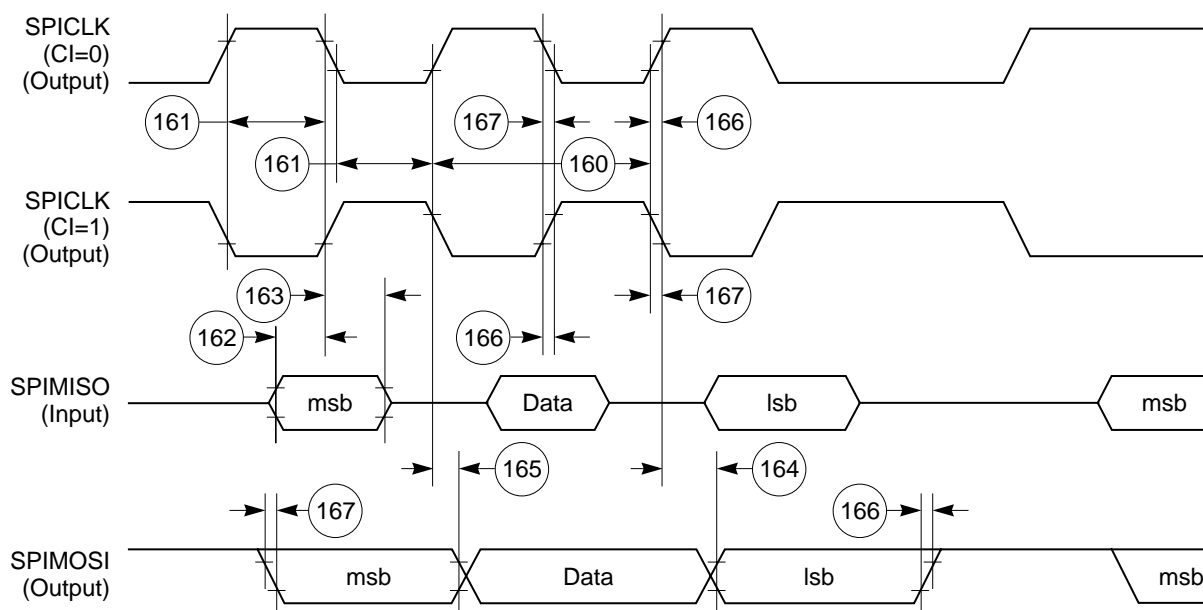 SPICLK
(CI=0)
(Output)
161
167
166
161
160
SPICLK
(CI=1)
(Output)
163
167
162
166
SPIMISO
(Input)
msb
Data
lsb
msb
165
164
167
166
SPIMOSI
(Output)
msb
Data
lsb
msb